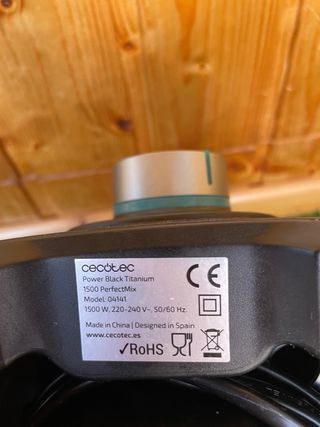 cecotec
Power Black Titanium
1500 PerfectMix
Model: 04141
1500 W, 220-240 V~, 50/60 Hz.
Made in China | Designed in Spain
www.cecotec.es
CE
✓RoHS